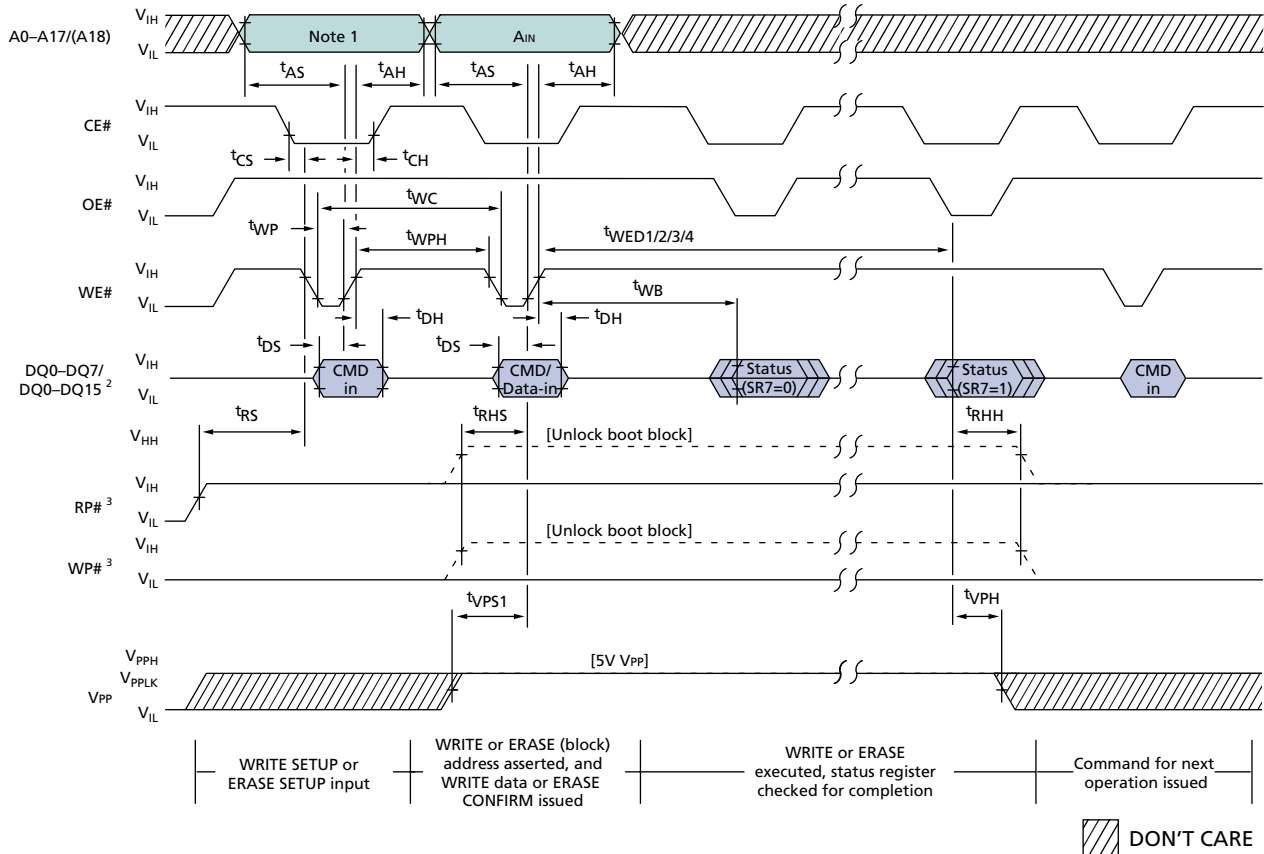 A0–A17/(A18)
VIH
VIL
Note 1
AIN
tAS
tAH
tAS
tAH
CE#
VIH
VIL
tCS
tCH
OE#
VIH
VIL
tWC
tWP
tWPH
tWED1/2/3/4
WE#
VIH
VIL
tWB
tDH
tDH
tDS
tDS
DQ0–DQ7/
DQ0–DQ15 2
VIH
VIL
CMD
in
CMD/
Data-in
Status
(SR7=0)
Status
(SR7=1)
CMD
in
tRS
tRHS
tRHH
VHH
[Unlock boot block]
RP# 3
VIH
VIL
WP# 3
VIH
[Unlock boot block]
VIL
tVPS1
tVPH
VPPH
VPPLK
VPP
VIL
[5V VPP]
WRITE SETUP or
ERASE SETUP input
WRITE or ERASE (block)
address asserted, and
WRITE data or ERASE
CONFIRM issued
WRITE or ERASE
executed, status register
checked for completion
Command for next
operation issued
DON'T CARE